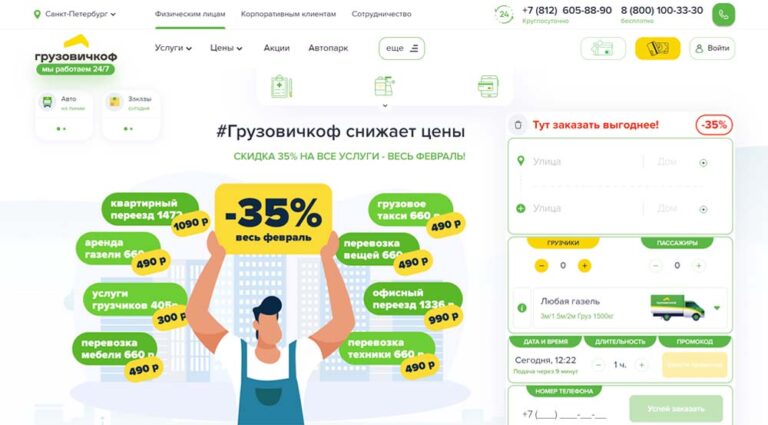 Санкт-Петербург
Физическим лицам
Корпоративным клиентам
Сотрудничество
24
+7 (812) 605-88-90
Круглосуточно
8 (800) 100-33-30
бесплатно
грузовичкоф
мы работаем 24/7
Услуги
Цены
Акции
Автопарк
еще
Войти
Авто
на линии
Заказы
сегодня
#Грузовичкоф снижает цены
СКИДКА 35% НА ВСЕ УСЛУГИ - ВЕСЬ ФЕВРАЛЬ!
-35%
весь февраль
квартирный
переезд 1473
1090 Р
аренда
газели 660
490 Р
услуги
грузчиков 405
300 Р
перевозка
мебели 660
490 Р
грузовое
такси 660
490 Р
перевозка
вещей 660
490 Р
офисный
переезд 1336
990 Р
перевозка
техники 660
490 Р
Тут заказать выгоднее!
-35%
Улица
Дом
Улица
Дом
ГРУЗЧИКИ
ПАССАЖИРЫ
0
0
Любая газель
3м/1.5м/2м Груз 1500кг
ДАТА И ВРЕМЯ
ДЛИТЕЛЬНОСТЬ
ПРОМОКОД
Сегодня, 12:22
Подача через 9 минут
1 ч.
НОМЕР ТЕЛЕФОНА
+7 (___) ___-__-__
Успей заказать